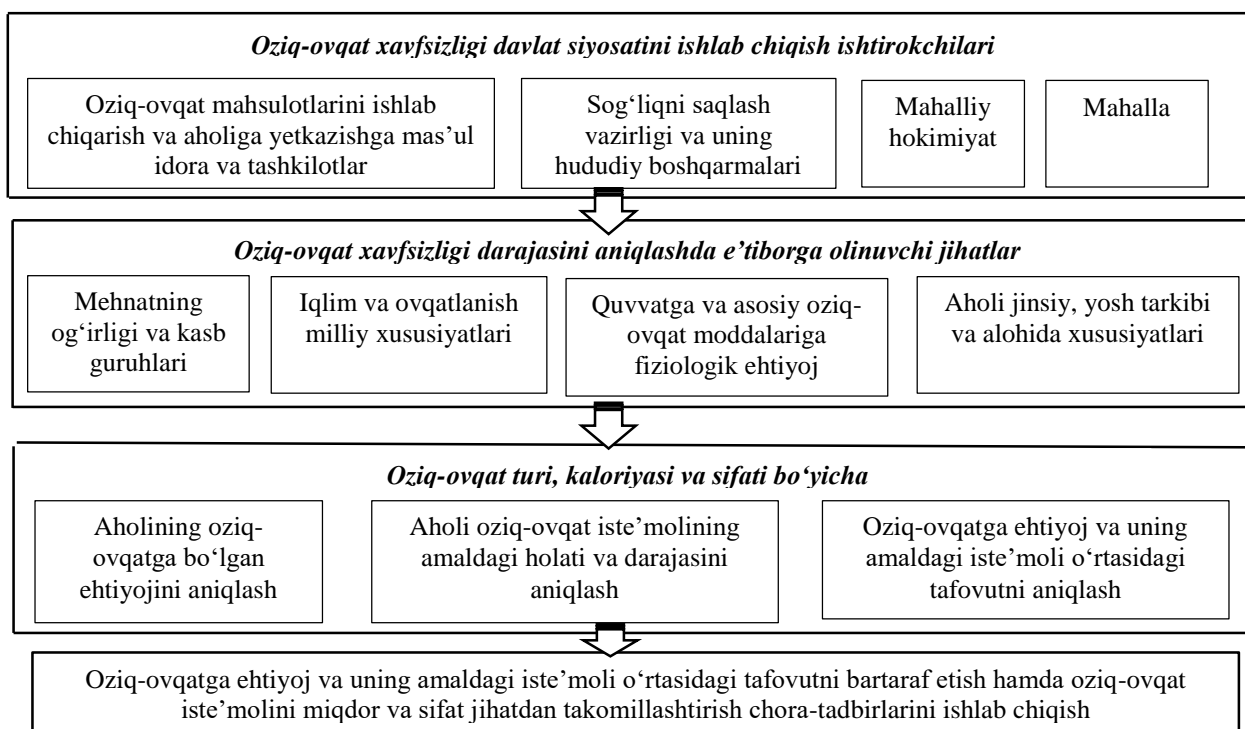 Oziq-ovqat xavfsizligi davlat siyosatini ishlab chiqish ishtirokchilari
Oziq-ovqat mahsulotlarini ishlab
chiqarish va aholiga yetkazishga mas’ul
idora va tashkilotlar
Sog‘liqni saqlash
vazirligi va uning
hududiy boshqarmalari
Mahalliy
hokimiyat
Mahalla
Oziq-ovqat xavfsizligi darajasini aniqlashda e’tiborga olinuvchi jihatlar
Mehnatning
og‘irligi va kasb
guruhlari
Iqlim va ovqatlanish
milliy xususiyatlari
Quvvatga va asosiy oziq-
ovqat moddalariga
fiziologik ehtiyoj
Aholi jinsiy, yosh tarkibi
va alohida xususiyatlari
Oziq-ovqat turi, kaloriyasi va sifati bo‘yicha
Aholining oziq-
ovqatga bo‘lgan
ehtiyojini aniqlash
Aholi oziq-ovqat iste’molining
amaldagi holati va darajasini
aniqlash
Oziq-ovqatga ehtiyoj va uning
amaldagi iste’moli o‘rtasidagi
tafovutni aniqlash
Oziq-ovqatga ehtiyoj va uning amaldagi iste’moli o‘rtasidagi tafovutni bartaraf etish hamda oziq-ovqat
iste’molini miqdor va sifat jihatdan takomillashtirish chora-tadbirlarini ishlab chiqish